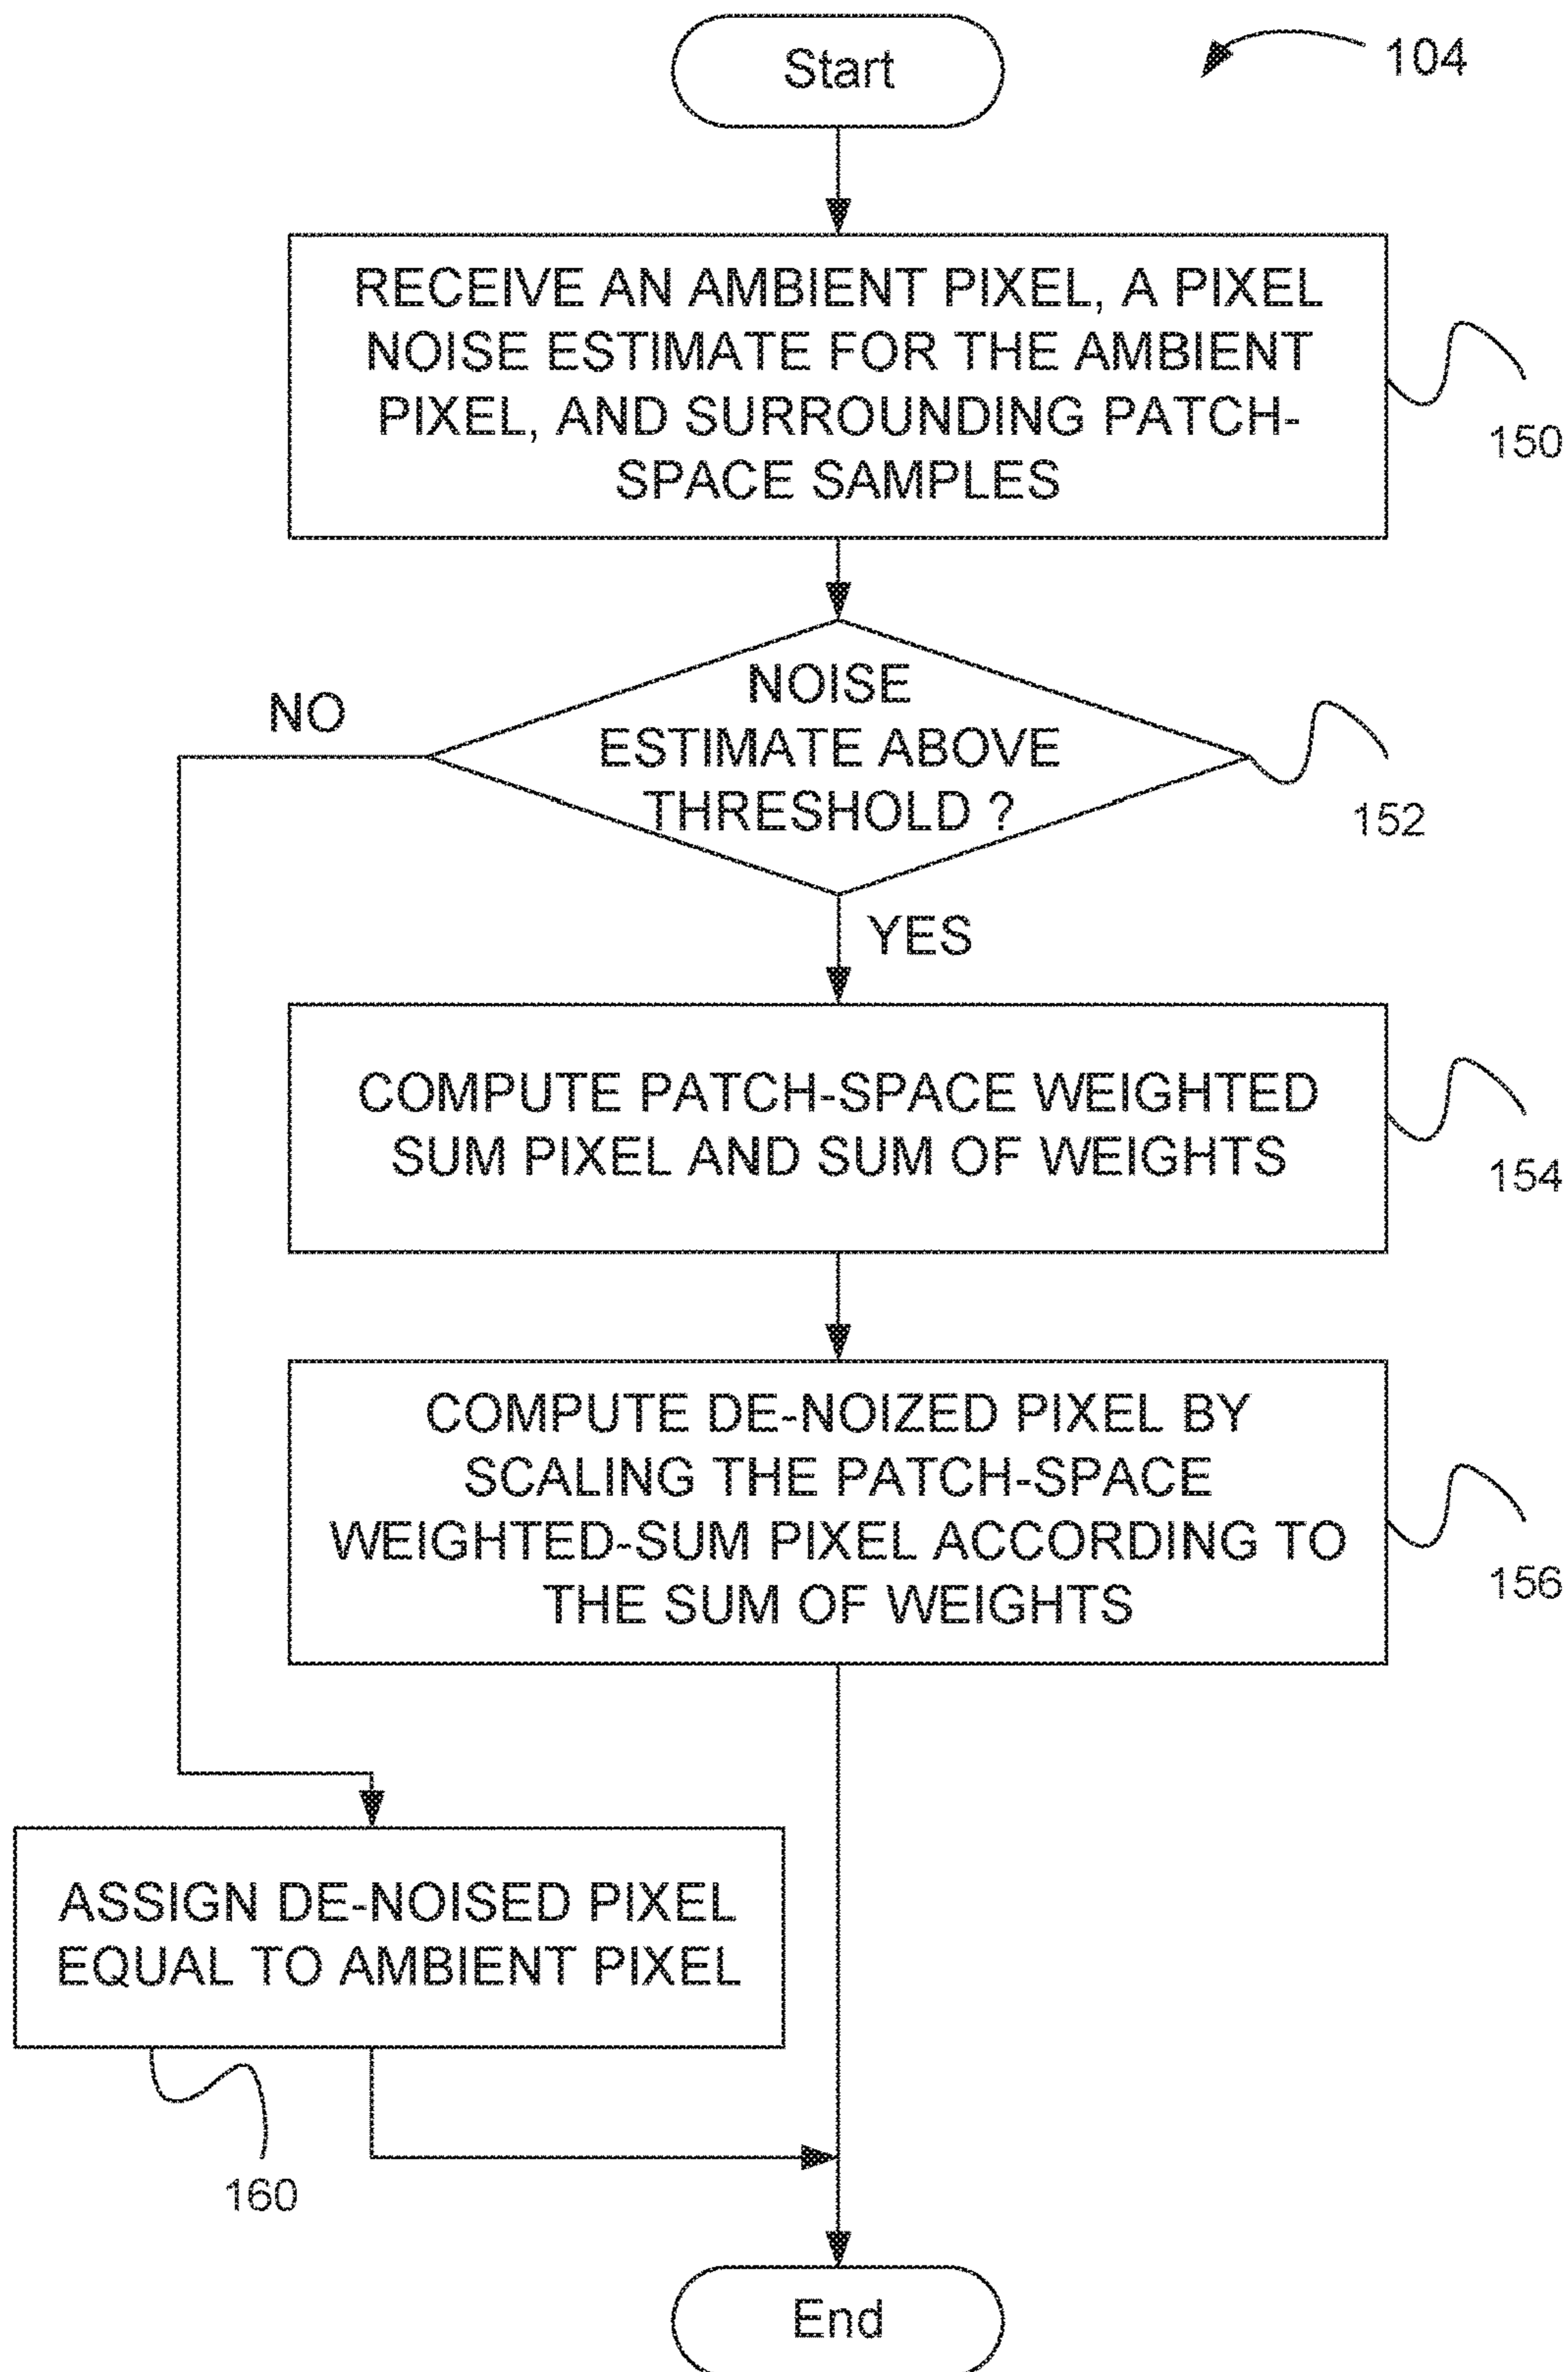 Start
104
RECEIVE AN AMBIENT PIXEL, A PIXEL
NOISE ESTIMATE FOR THE AMBIENT
PIXEL, AND SURROUNDING PATCH-
SPACE SAMPLES
150
NOISE
ESTIMATE ABOVE
THRESHOLD ?
NO
152
YES
COMPUTE PATCH-SPACE WEIGHTED
SUM PIXEL AND SUM OF WEIGHTS
154
COMPUTE DE-NOIZED PIXEL BY
SCALING THE PATCH-SPACE
WEIGHTED-SUM PIXEL ACCORDING TO
THE SUM OF WEIGHTS
156
ASSIGN DE-NOISED PIXEL
EQUAL TO AMBIENT PIXEL
160
End